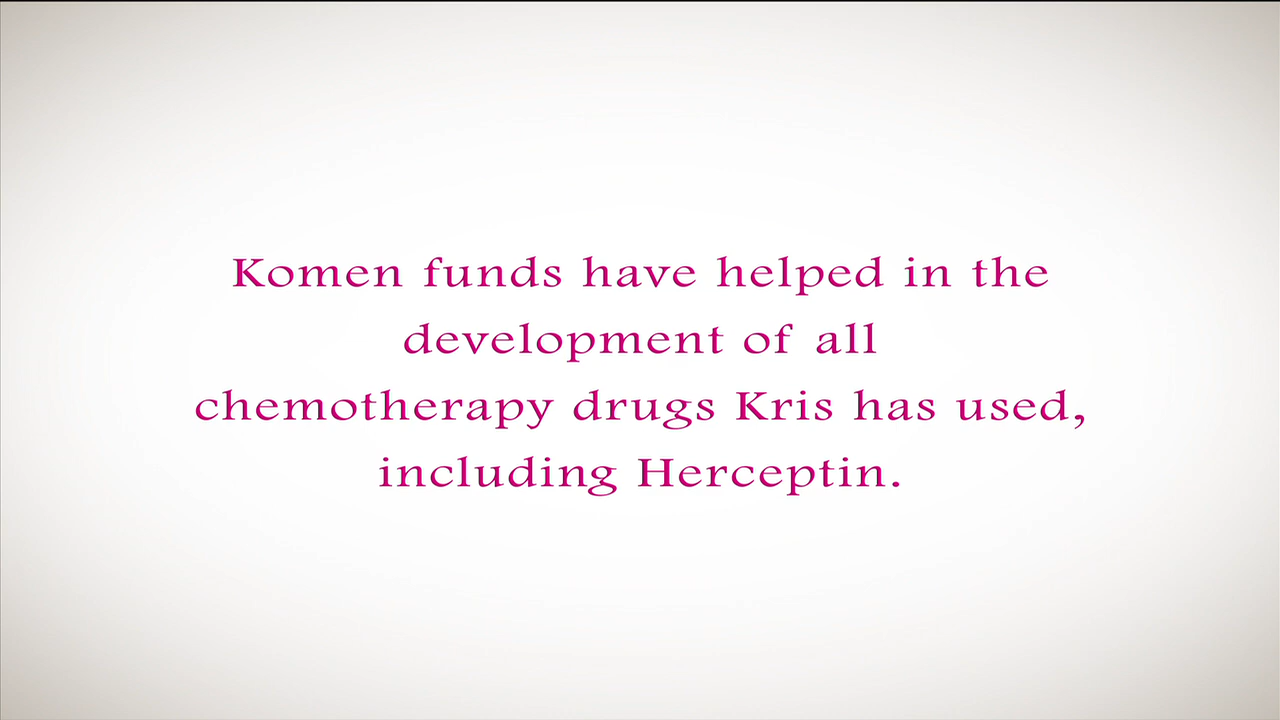 Komen funds have helped in the
development of all
chemotherapy drugs Kris has used,
including Herceptin.